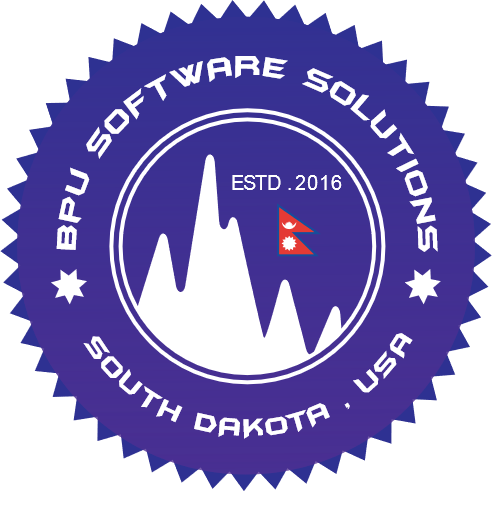 BPU SOFTWARE SOLUTIONS
ESTD .2016
SOUTH DAKOTA , USA